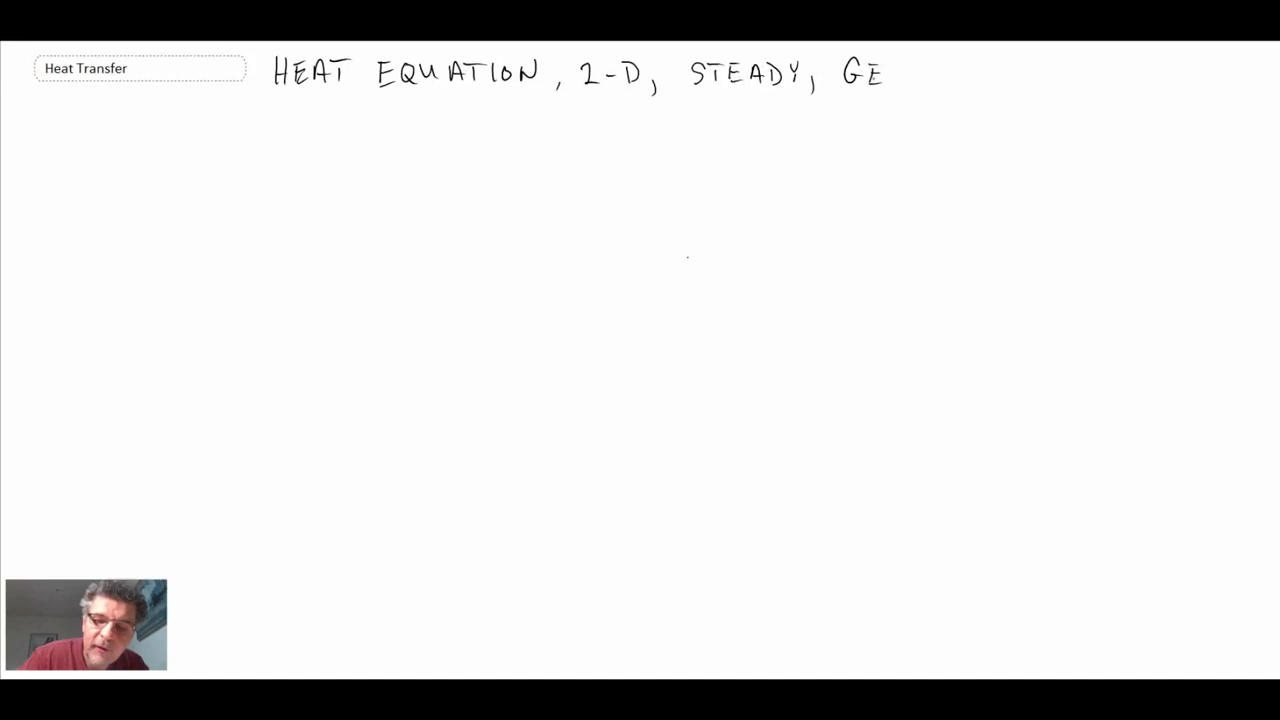 Heat Transfer
HEAT EQUATION, 2-D, STEADY, GE